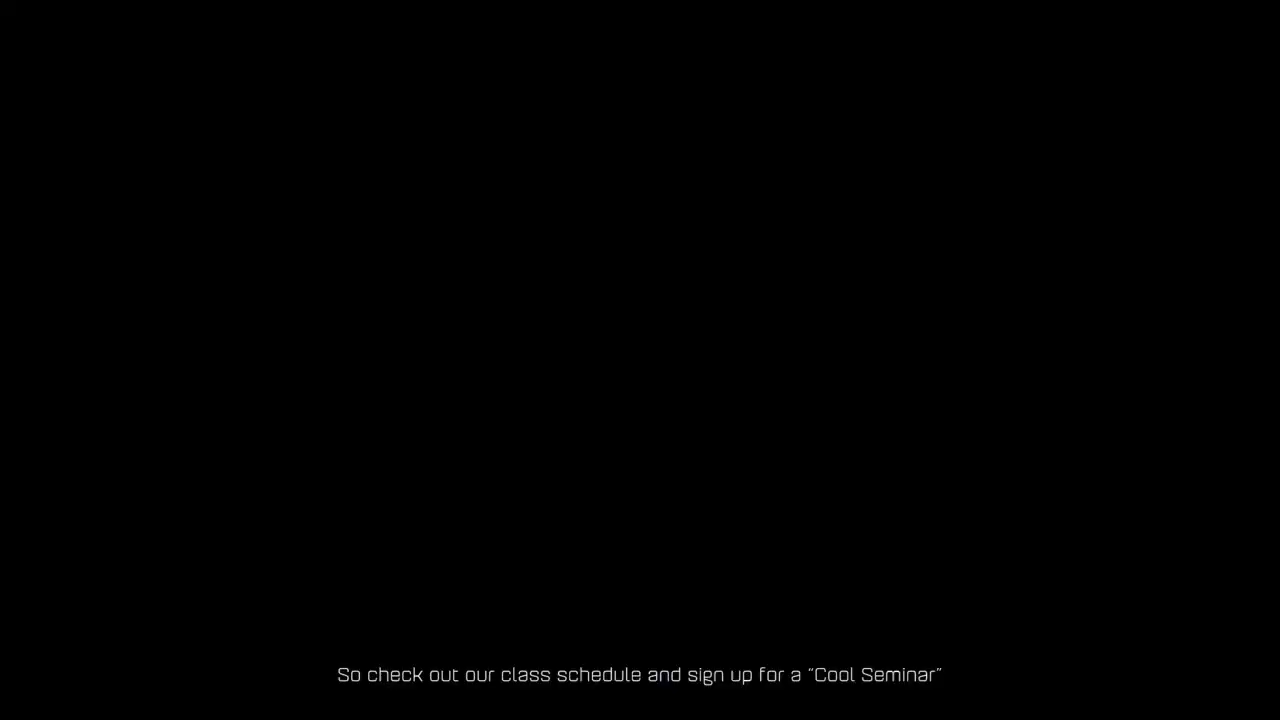 So check out our class schedule and sign up for a “Cool Seminar”